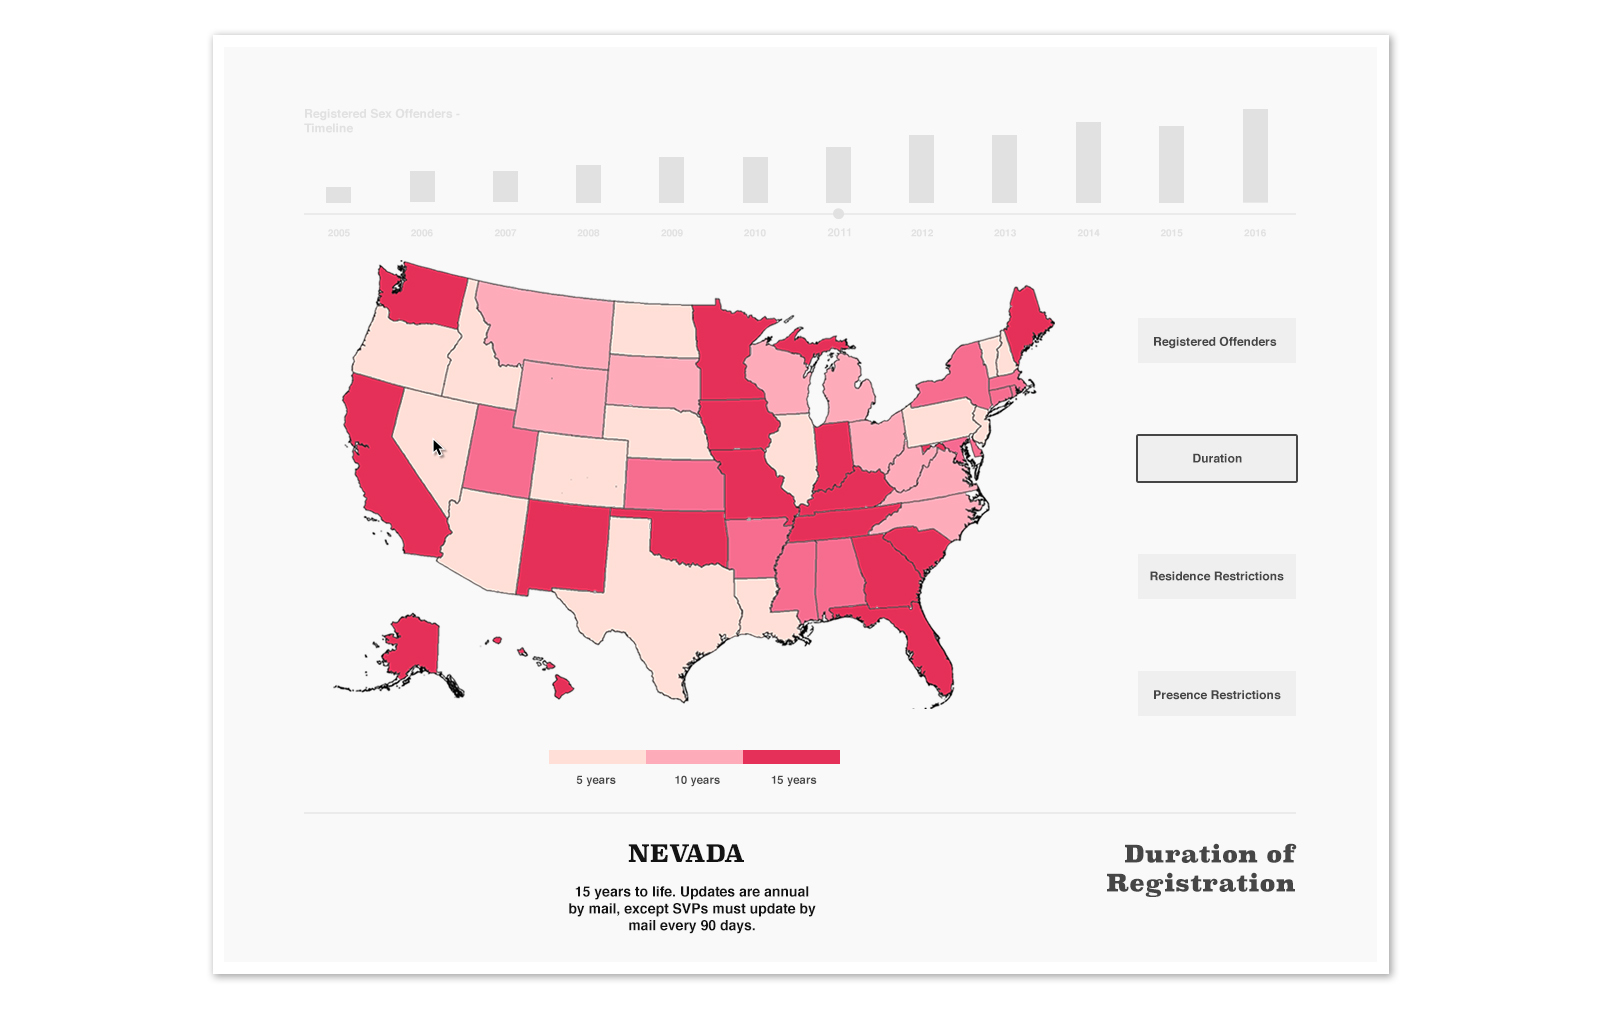 Registered Sex Offenders -
Timeline
2005 2006 2007 2008 2009 2010 2011 2012 2013 2014 2015 2016
Registered Offenders
Duration
Residence Restrictions
Presence Restrictions
5 years 10 years 15 years
NEVADA
15 years to life. Updates are annual
by mail, except SVPs must update by
mail every 90 days.
Duration of
Registration